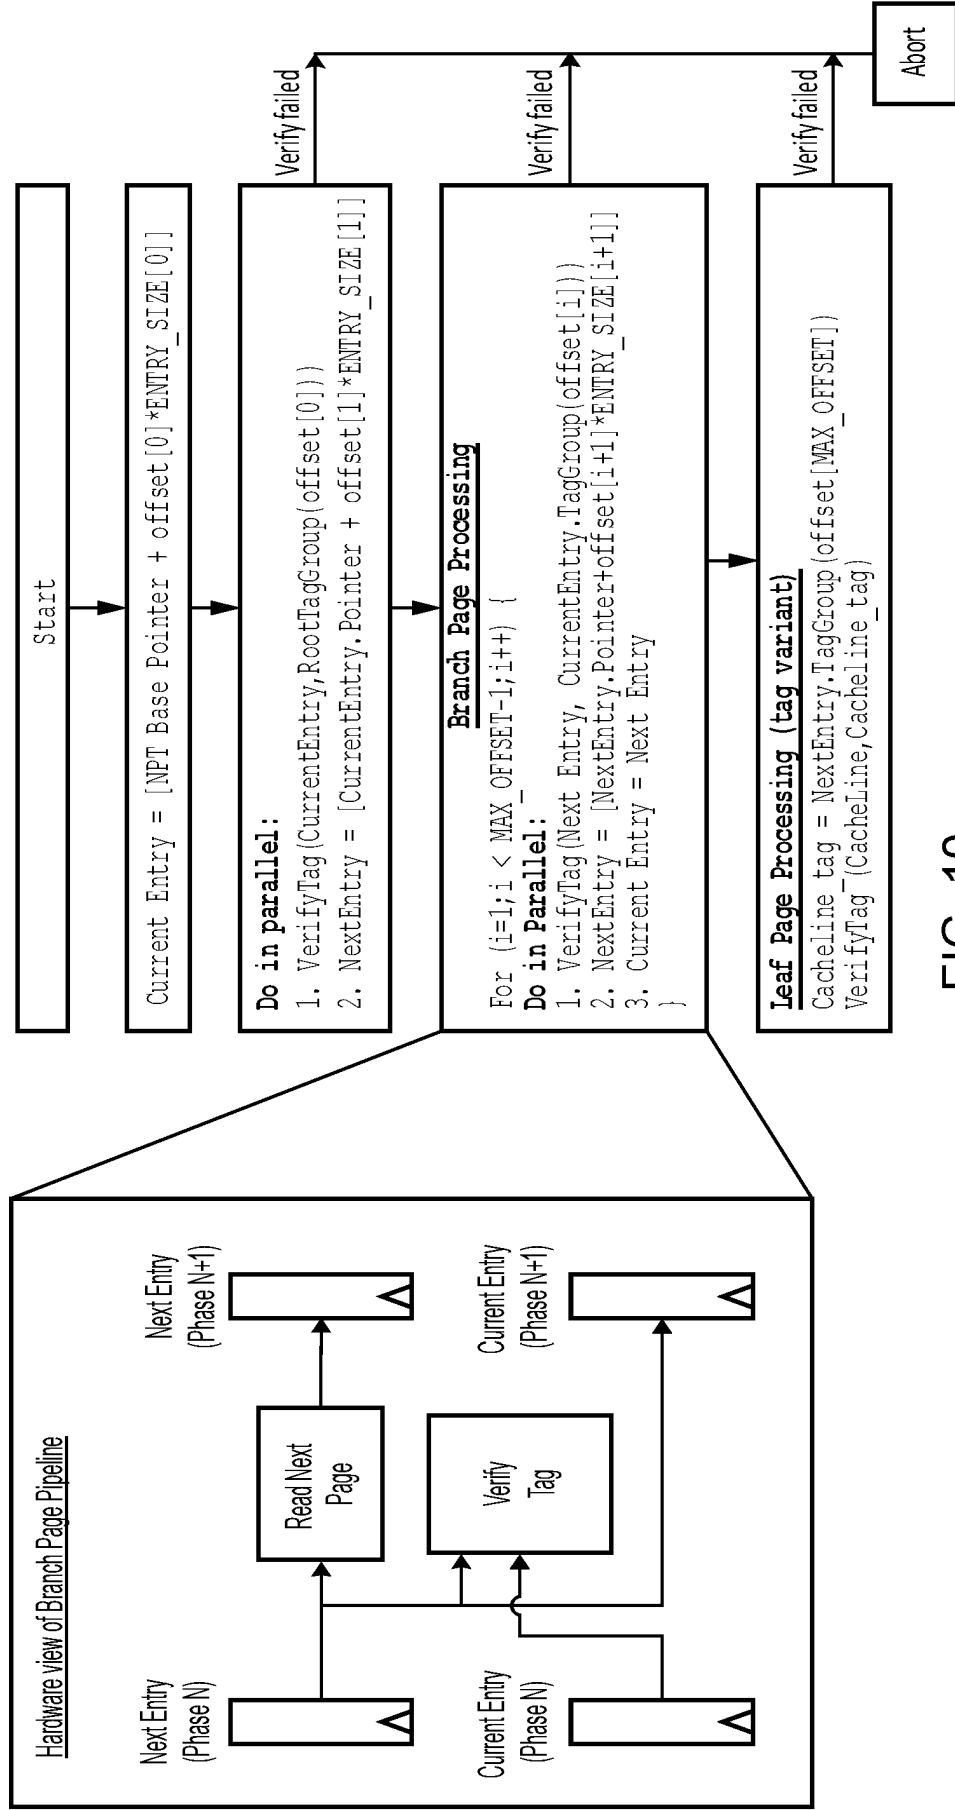 Hardware view of Branch Page Pipeline
Next Entry
(Phase N)
Read Next
Page
Next Entry
(Phase N+1)
Verify
Tag
Current Entry
(Phase N)
Current Entry
(Phase N+1)
Start
Current Entry = [NPT Base Pointer + offset[0]*ENTRY_SIZE[0]]
Do in parallel:
1. VerifyTag(CurrentEntry,RootTagGroup(offset[0]))
2. NextEntry = [CurrentEntry.Pointer + offset[1]*ENTRY_SIZE[1]]
Verify failed
Branch Page Processing
For (i=1;i < MAX_OFFSET-1;i++) {
Do in Parallel:
1. VerifyTag(Next Entry, CurrentEntry.TagGroup(offset[i]))
2. NextEntry = [NextEntry.Pointer+offset[i+1]*ENTRY_SIZE[i+1]]
3. Current Entry = Next Entry
}
Verify failed
Leaf Page Processing (tag variant)
Cacheline_tag = NextEntry.TagGroup(offset[MAX_OFFSET])
VerifyTag (CacheLine,Cacheline_tag)
Verify failed
Abort